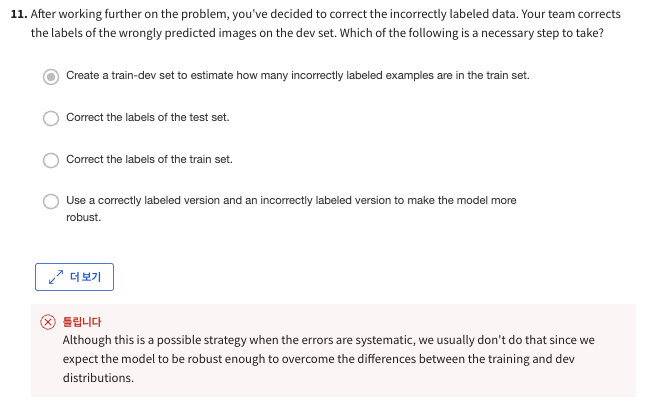 11. After working further on the problem, you've decided to correct the incorrectly labeled data. Your team corrects
the labels of the wrongly predicted images on the dev set. Which of the following is a necessary step to take?
Create a train-dev set to estimate how many incorrectly labeled examples are in the train set.
Correct the labels of the test set.
Correct the labels of the train set.
Use a correctly labeled version and an incorrectly labeled version to make the model more
robust.
더 보기
틀립니다
Although this is a possible strategy when the errors are systematic, we usually don't do that since we
expect the model to be robust enough to overcome the differences between the training and dev
distributions.